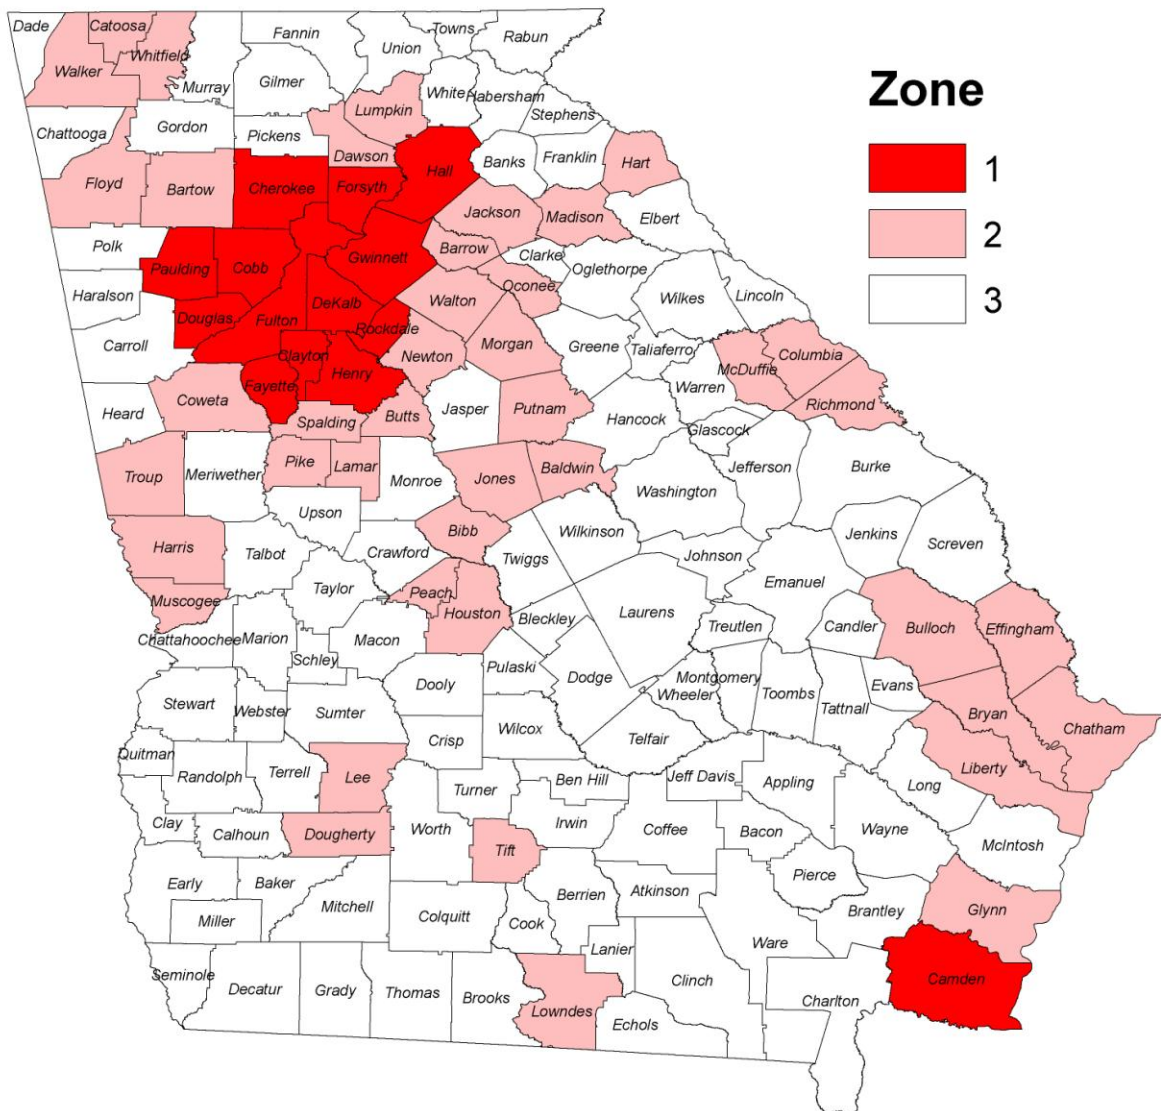 Dade
Catoosa
Fannin
Towns
Rabun
Union
Whitfield
Walker
Gilmer
Murray
White
Habersham
Lumpkin
Stephens
Gordon
Chattooga
Pickens
Dawson
Banks
Franklin
Hart
Hall
Floyd
Bartow
Cherokee
Forsyth
Jackson
Madison
Elbert
Polk
Barrow
Clarke
Gwinnett
Paulding
Cobb
Oglethorpe
Oconee
Haralson
Walton
Wilkes
Lincoln
DeKalb
Douglas
Fulton
Rockdale
Carroll
Morgan
Greene
Taliaferro
Clayton
Newton
Columbia
McDuffie
Henry
Fayette
Warren
Coweta
Heard
Butts
Jasper
Putnam
Richmond
Spalding
Hancock
Glascock
Pike
Lamar
Troup
Meriwether
Monroe
Jones
Baldwin
Jefferson
Burke
Washington
Upson
Bibb
Wilkinson
Jenkins
Screven
Harris
Talbot
Crawford
Twiggs
Johnson
Emanuel
Taylor
Peach
Houston
Laurens
Muscogee
Bleckley
Treutlen
Candler
Bulloch
Effingham
Chattahoochee
Marion
Macon
Schley
Pulaski
Dodge
Montgomery
Wheeler
Toombs
Evans
Tattnall
Dooly
Stewart
Webster
Sumter
Bryan
Chatham
Wilcox
Crisp
Telfair
Quitman
Randolph
Terrell
Lee
Ben Hill
Jeff Davis
Appling
Liberty
Long
Turner
Clay
Calhoun
Dougherty
Worth
Irwin
Coffee
Bacon
Wayne
McIntosh
Tift
Pierce
Early
Baker
Mitchell
Berrien
Atkinson
Miller
Colquitt
Cook
Brantley
Glynn
Lanier
Ware
Seminole
Decatur
Grady
Thomas
Brooks
Clinch
Camden
Charlton
Lowndes
Echols
Zone
1
2
3